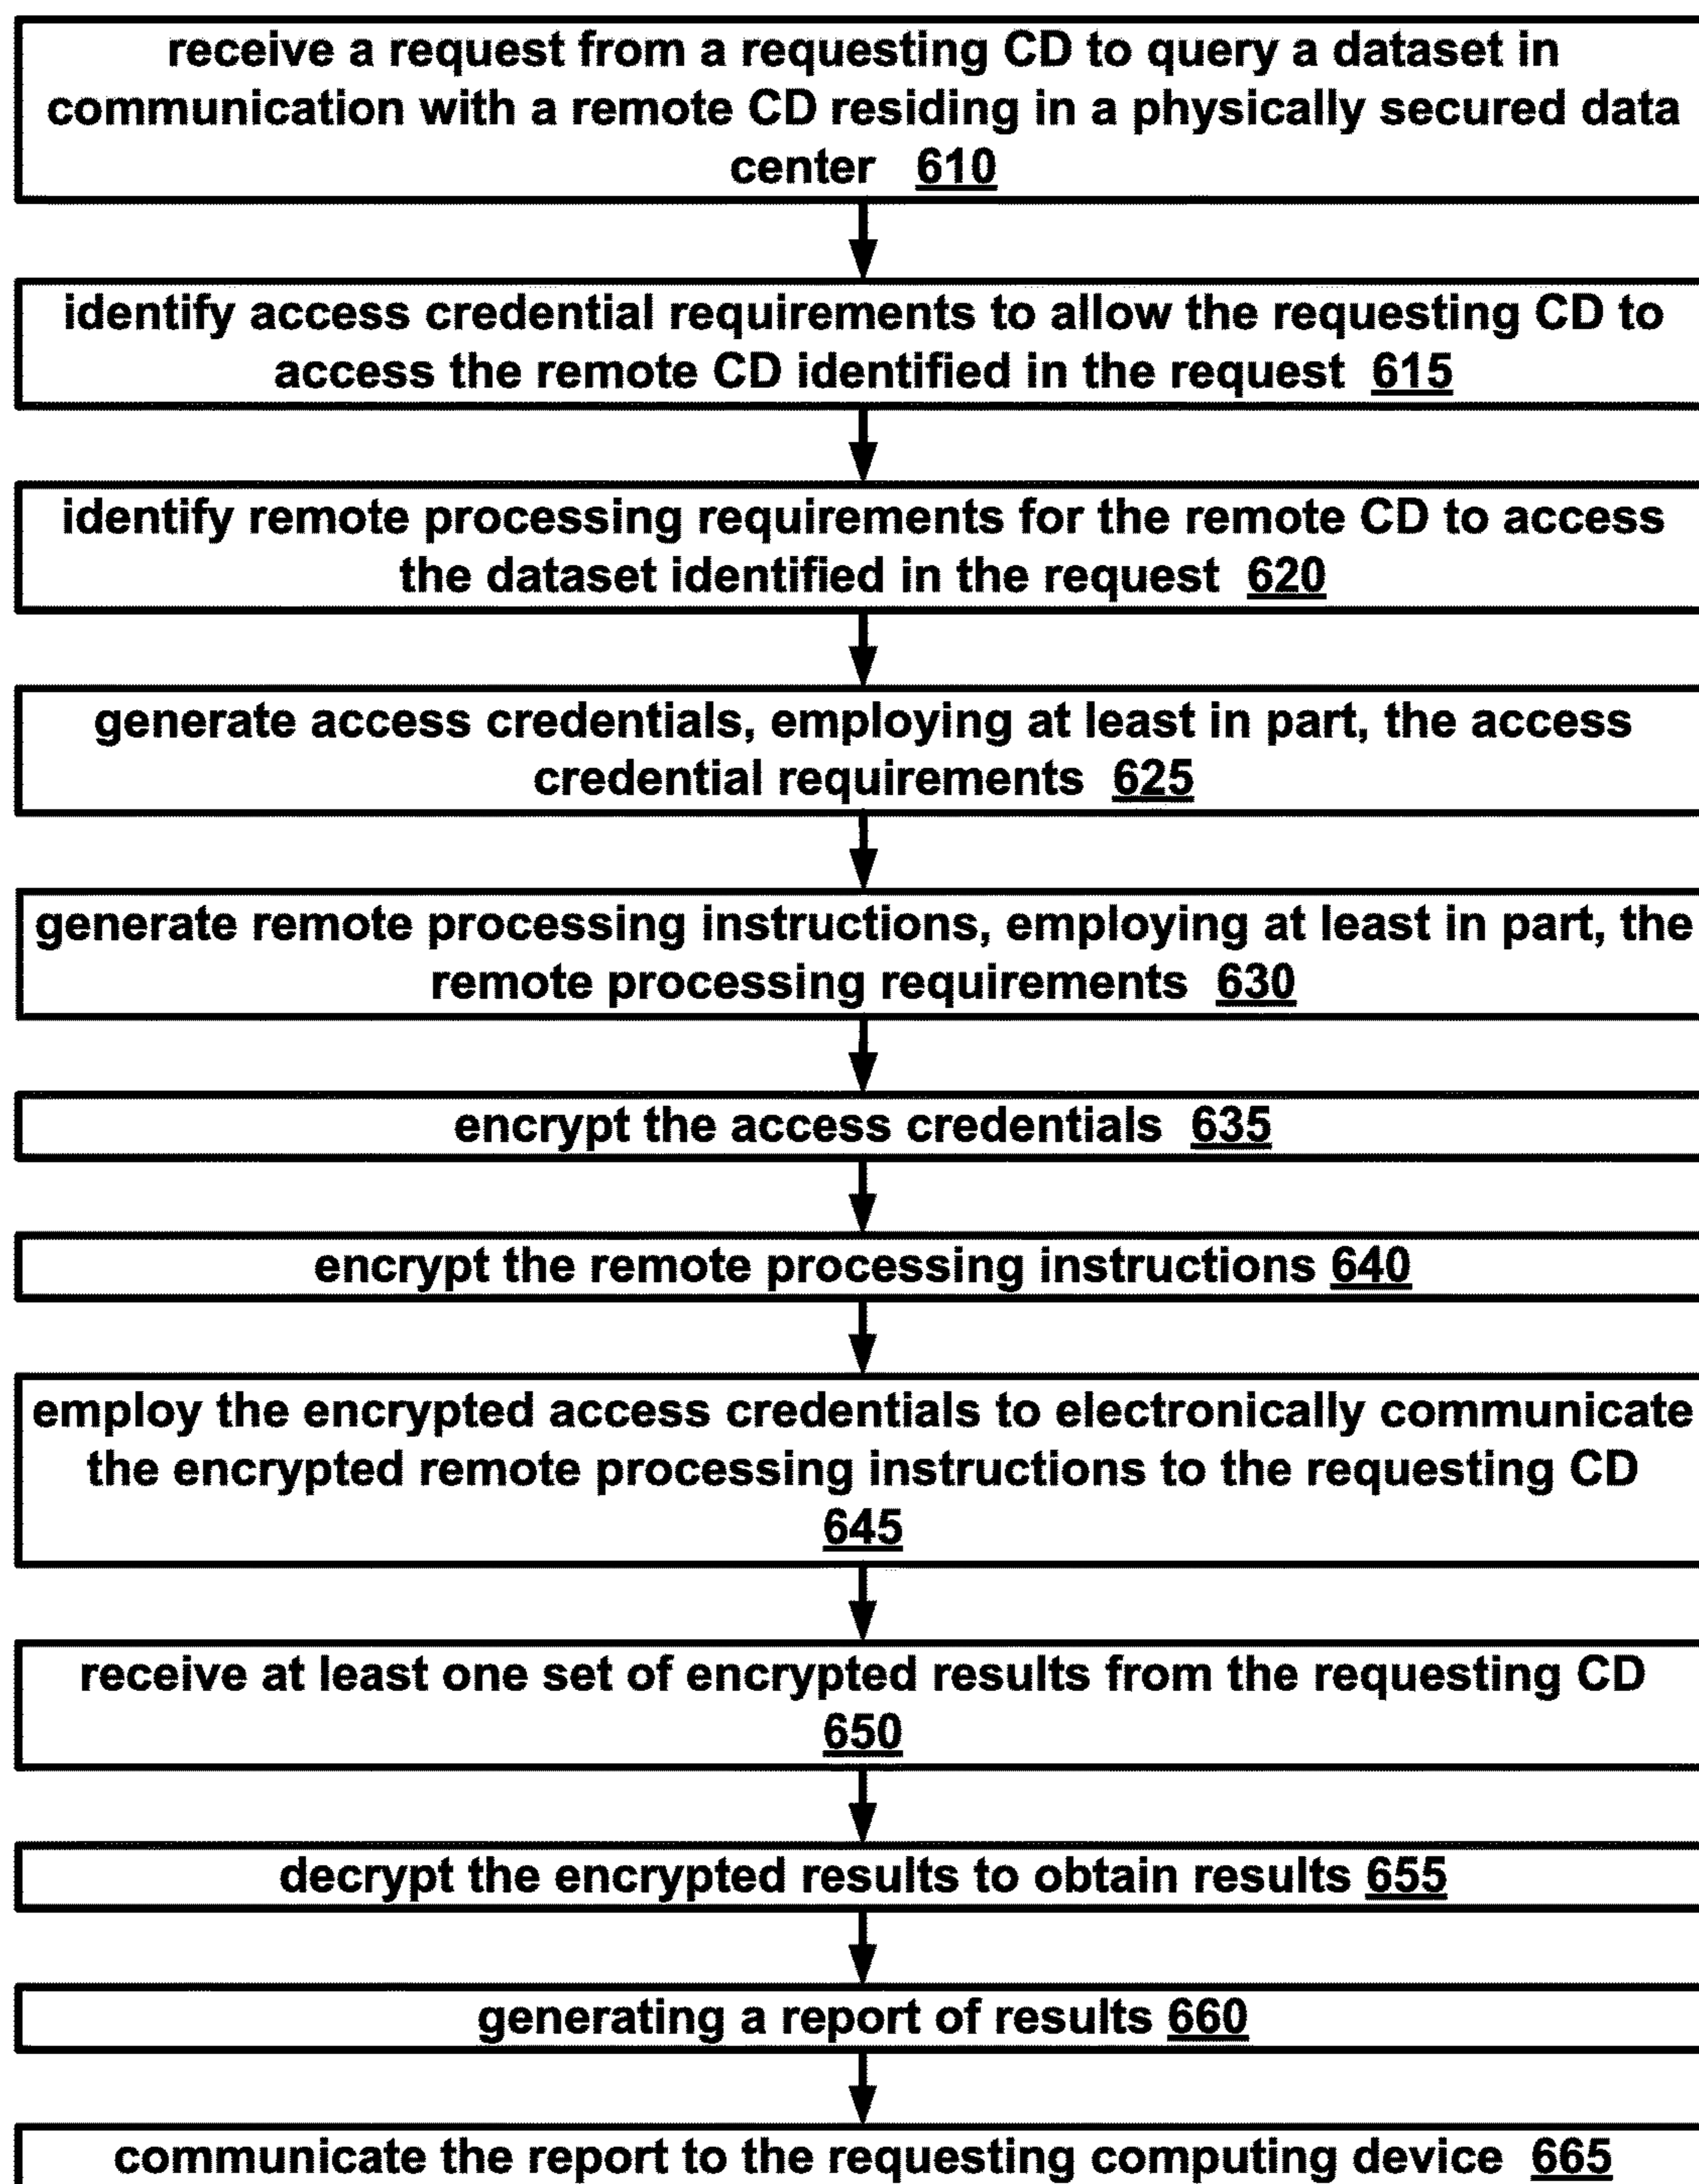 receive a request from a requesting CD to query a dataset in
communication with a remote CD residing in a physically secured data
center 610
identify access credential requirements to allow the requesting CD to
access the remote CD identified in the request 615
identify remote processing requirements for the remote CD to access
the dataset identified in the request 620
generate access credentials, employing at least in part, the access
credential requirements 625
generate remote processing instructions, employing at least in part, the
remote processing requirements 630
encrypt the access credentials 635
encrypt the remote processing instructions 640
employ the encrypted access credentials to electronically communicate
the encrypted remote processing instructions to the requesting CD
645
receive at least one set of encrypted results from the requesting CD
650
decrypt the encrypted results to obtain results 655
generating a report of results 660
communicate the report to the requesting computing device 665